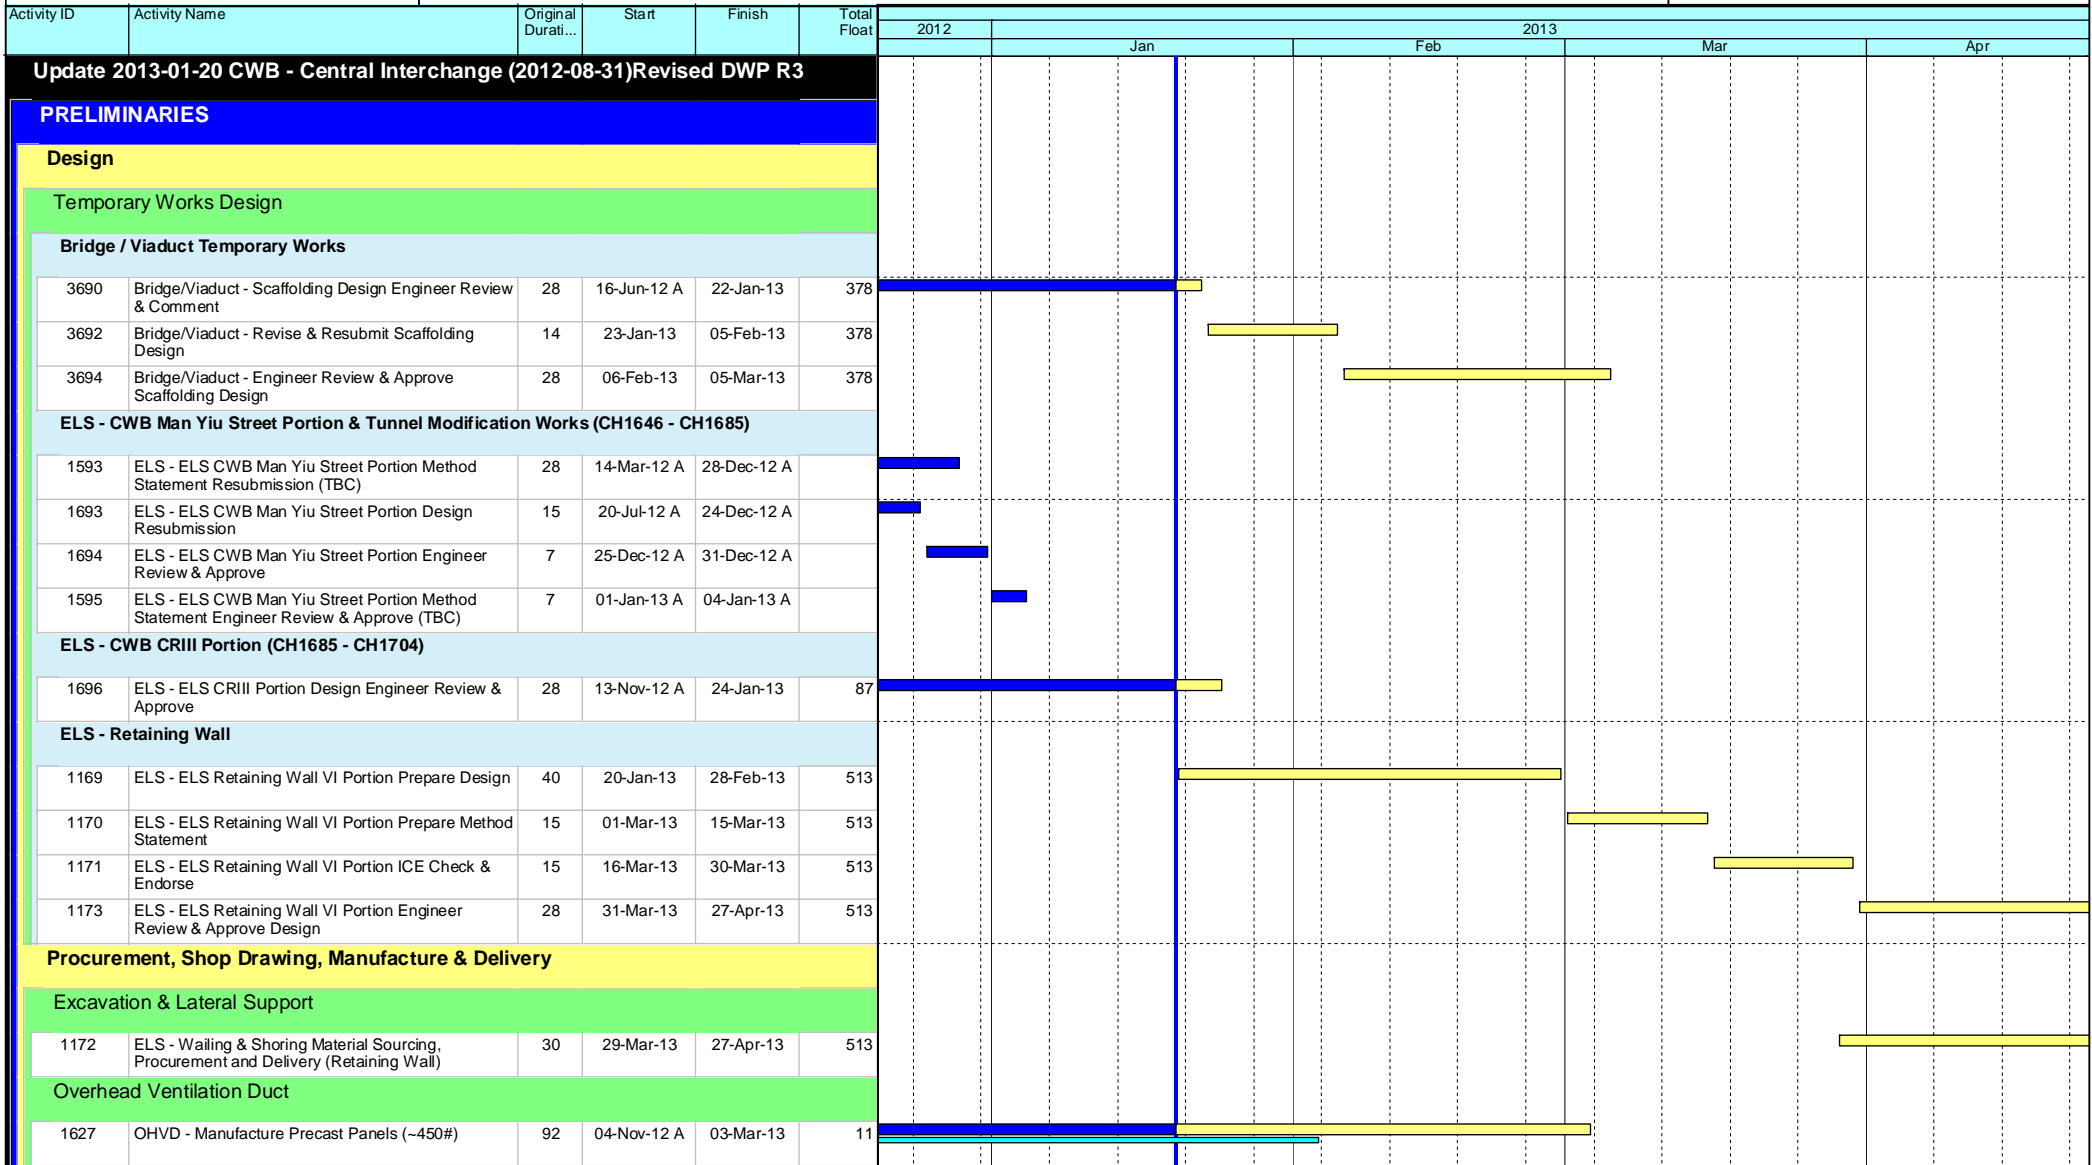 Activity ID Activity Name Original Start Finish Total
Durati... Float
2012 2013
Jan Feb Mar Apr
Update 2013-01-20 CWB - Central Interchange (2012-08-31)Revised DWP R3
PRELIMINARIES
Design
Temporary Works Design
Bridge / Viaduct Temporary Works
3690 Bridge/Viaduct - Scaffolding Design Engineer Review 28 16-Jun-12 A 22-Jan-13 378
& Comment
3692 Bridge/Viaduct - Revise & Resubmit Scaffolding 14 23-Jan-13 05-Feb-13 378
Design
3694 Bridge/Viaduct - Engineer Review & Approve 28 06-Feb-13 05-Mar-13 378
Scaffolding Design
ELS - CWB Man Yiu Street Portion & Tunnel Modification Works (CH1646 - CH1685)
1593 ELS - ELS CWB Man Yiu Street Portion Method 28 14-Mar-12 A 28-Dec-12 A
Statement Resubmission (TBC)
1693 ELS - ELS CWB Man Yiu Street Portion Design 15 20-Jul-12 A 24-Dec-12 A
Resubmission
1694 ELS - ELS CWB Man Yiu Street Portion Engineer 7 25-Dec-12 A 31-Dec-12 A
Review & Approve
1595 ELS - ELS CWB Man Yiu Street Portion Method 7 01-Jan-13 A 04-Jan-13 A
Statement Engineer Review & Approve (TBC)
ELS - CWB CRIII Portion (CH1685 - CH1704)
1696 ELS - ELS CRIII Portion Design Engineer Review & 28 13-Nov-12 A 24-Jan-13 87
Approve
ELS - Retaining Wall
1169 ELS - ELS Retaining Wall VI Portion Prepare Design 40 20-Jan-13 28-Feb-13 513
1170 ELS - ELS Retaining Wall VI Portion Prepare Method 15 01-Mar-13 15-Mar-13 513
Statement
1171 ELS - ELS Retaining Wall VI Portion ICE Check & 15 16-Mar-13 30-Mar-13 513
Endorse
1173 ELS - ELS Retaining Wall VI Portion Engineer 28 31-Mar-13 27-Apr-13 513
Review & Approve Design
Procurement, Shop Drawing, Manufacture & Delivery
Excavation & Lateral Support
1172 ELS - Wailing & Shoring Material Sourcing, 30 29-Mar-13 27-Apr-13 513
Procurement and Delivery (Retaining Wall)
Overhead Ventilation Duct
1627 OHVD - Manufacture Precast Panels (~450#) 92 04-Nov-12 A 03-Mar-13 11